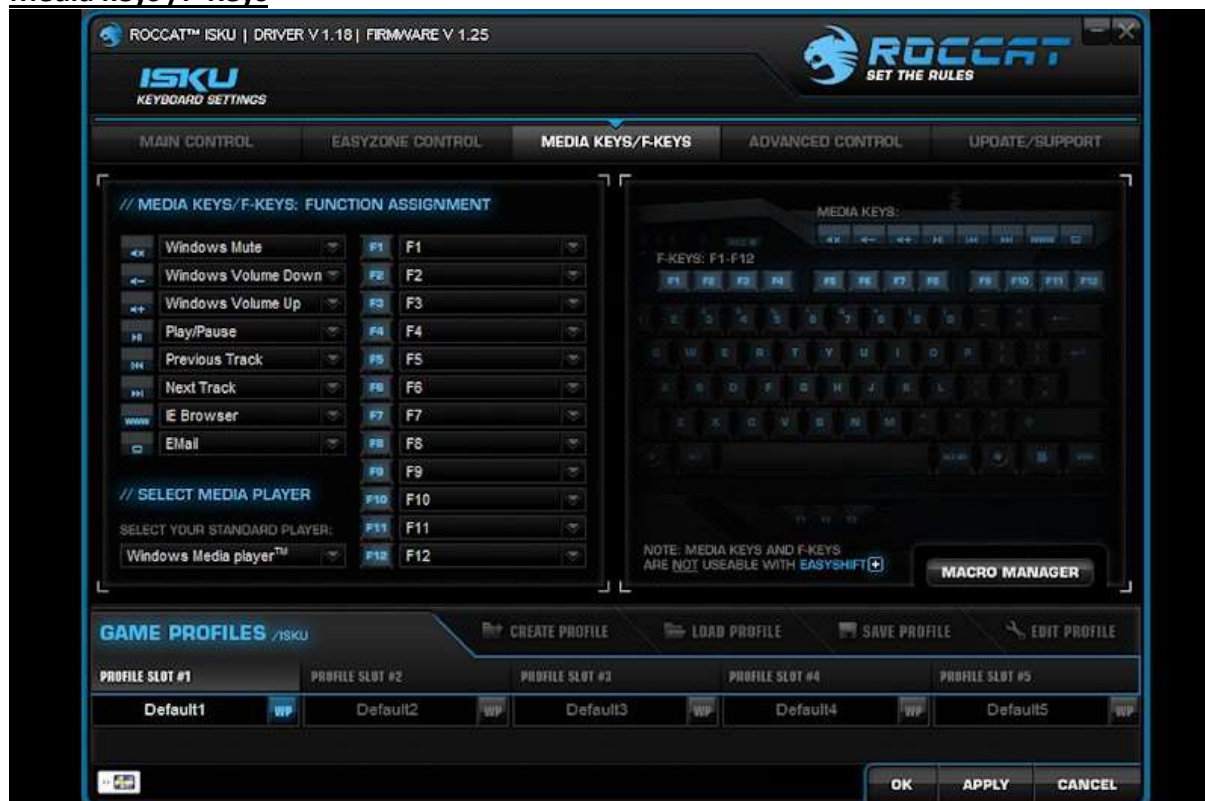 Media keys /F-Keys
ROCCAT™ ISKU | DRIVER V 1.18 | FIRMWARE V 1.25
ROCCAT
SET THE RULES
ISKU
KEYBOARD SETTINGS
MAIN CONTROL
EASYZONE CONTROL
MEDIA KEYS/F-KEYS
ADVANCED CONTROL
UPDATE/SUPPORT
// MEDIA KEYS/F-KEYS: FUNCTION ASSIGNMENT
Windows Mute
Windows Volume Down
Windows Volume Up
Play/Pause
Previous Track
Next Track
WWW IE Browser
EMail
F1 F1
F2 F2
F3 F3
F4 F4
F5 F5
F6 F6
F7 F7
F8 F8
F9 F9
F10 F10
F11 F11
F12 F12
// SELECT MEDIA PLAYER
SELECT YOUR STANDARD PLAYER:
Windows Media player™
MEDIA KEYS:
WWW
F-KEYS: F1-F12
F1 F2 F3 F4 F5 F6 F7 F8 F9 F10 F11 F12
NOTE: MEDIA KEYS AND F-KEYS
ARE NOT USEABLE WITH EASYSHIFT[+]
MACRO MANAGER
GAME PROFILES /ISKU
CREATE PROFILE
LOAD PROFILE
SAVE PROFILE
EDIT PROFILE
PROFILE SLOT #1
PROFILE SLOT #2
PROFILE SLOT #3
PROFILE SLOT #4
PROFILE SLOT #5
Default1 WP
Default2 WP
Default3 WP
Default4 WP
Default5 WP
OK
APPLY
CANCEL